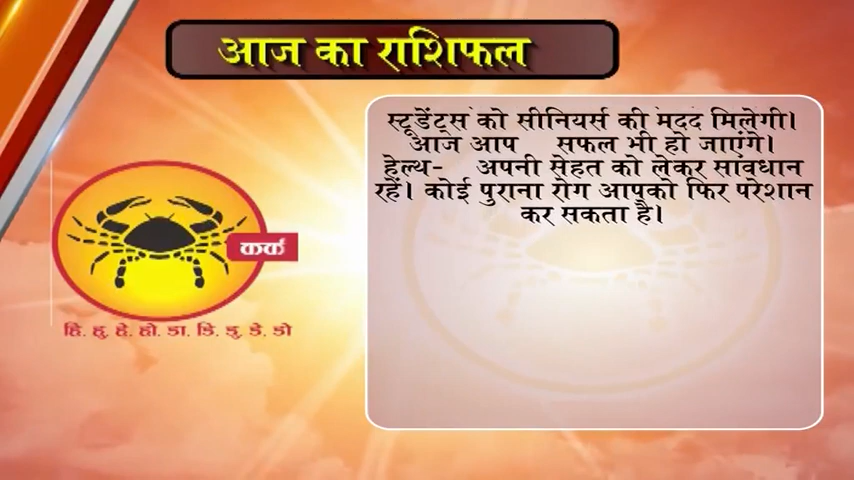 आज का राशिफल
स्टूडेंट्स को सीनियर्स की मदद मिलेगी।
आज आप सफल भी हो जाएंगे।
हेल्थ- अपनी सेहत को लेकर सावधान
रहें। कोई पुराना रोग आपको फिर परेशान
कर सकता है।
कर्क
हि. हु. हे. हो. डा. डि. डु. डे. डो